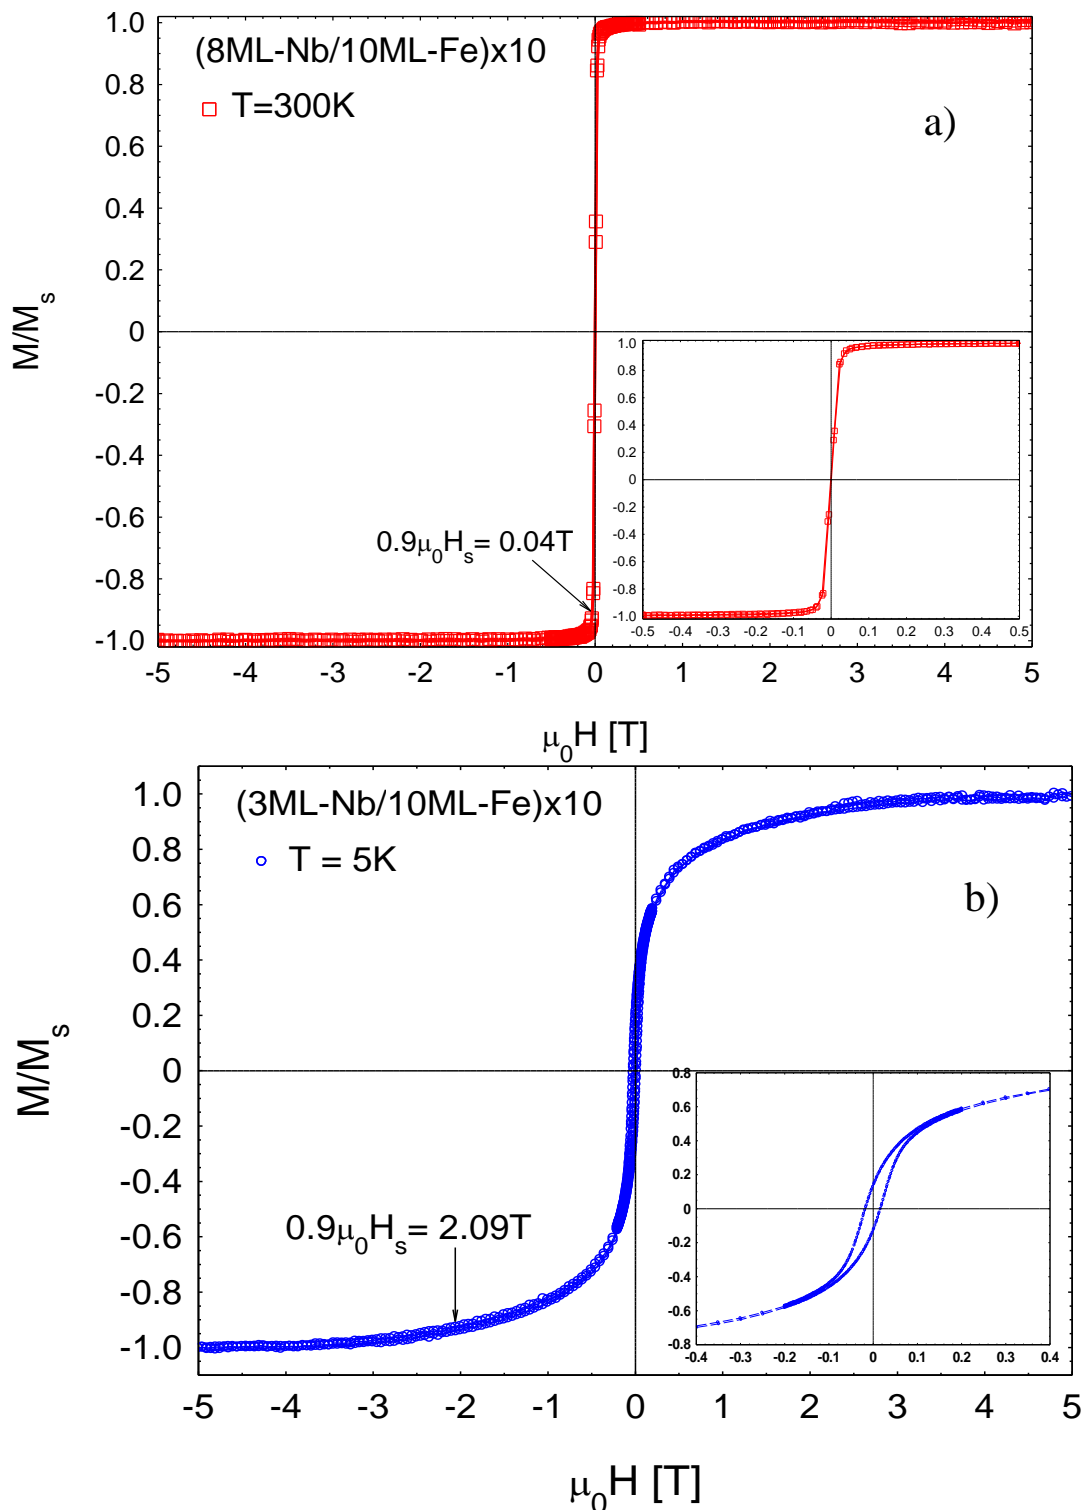 1.0
0.8
0.6
0.4
0.2
0
-0.2
-0.4
-0.6
-0.8
-1.0
M/Mₛ
(8ML-Nb/10ML-Fe)x10
T=300K
a)
0.9μ₀Hₛ= 0.04T
1.0
0.8
0.6
0.4
0.2
0
-0.2
-0.4
-0.6
-0.8
-1.0
-0.5 -0.4 -0.3 -0.2 -0.1 0 0.1 0.2 0.3 0.4 0.5
-5 -4 -3 -2 -1 0 1 2 3 4 5
μ₀H [T]
1.0
0.8
0.6
0.4
0.2
0
-0.2
-0.4
-0.6
-0.8
-1.0
M/Mₛ
(3ML-Nb/10ML-Fe)x10
T = 5K
b)
0.9μ₀Hₛ= 2.09T
0.8
0.6
0.4
0.2
0
-0.2
-0.4
-0.6
-0.8
-0.4 -0.3 -0.2 -0.1 0 0.1 0.2 0.3 0.4
-5 -4 -3 -2 -1 0 1 2 3 4 5
μ₀H [T]